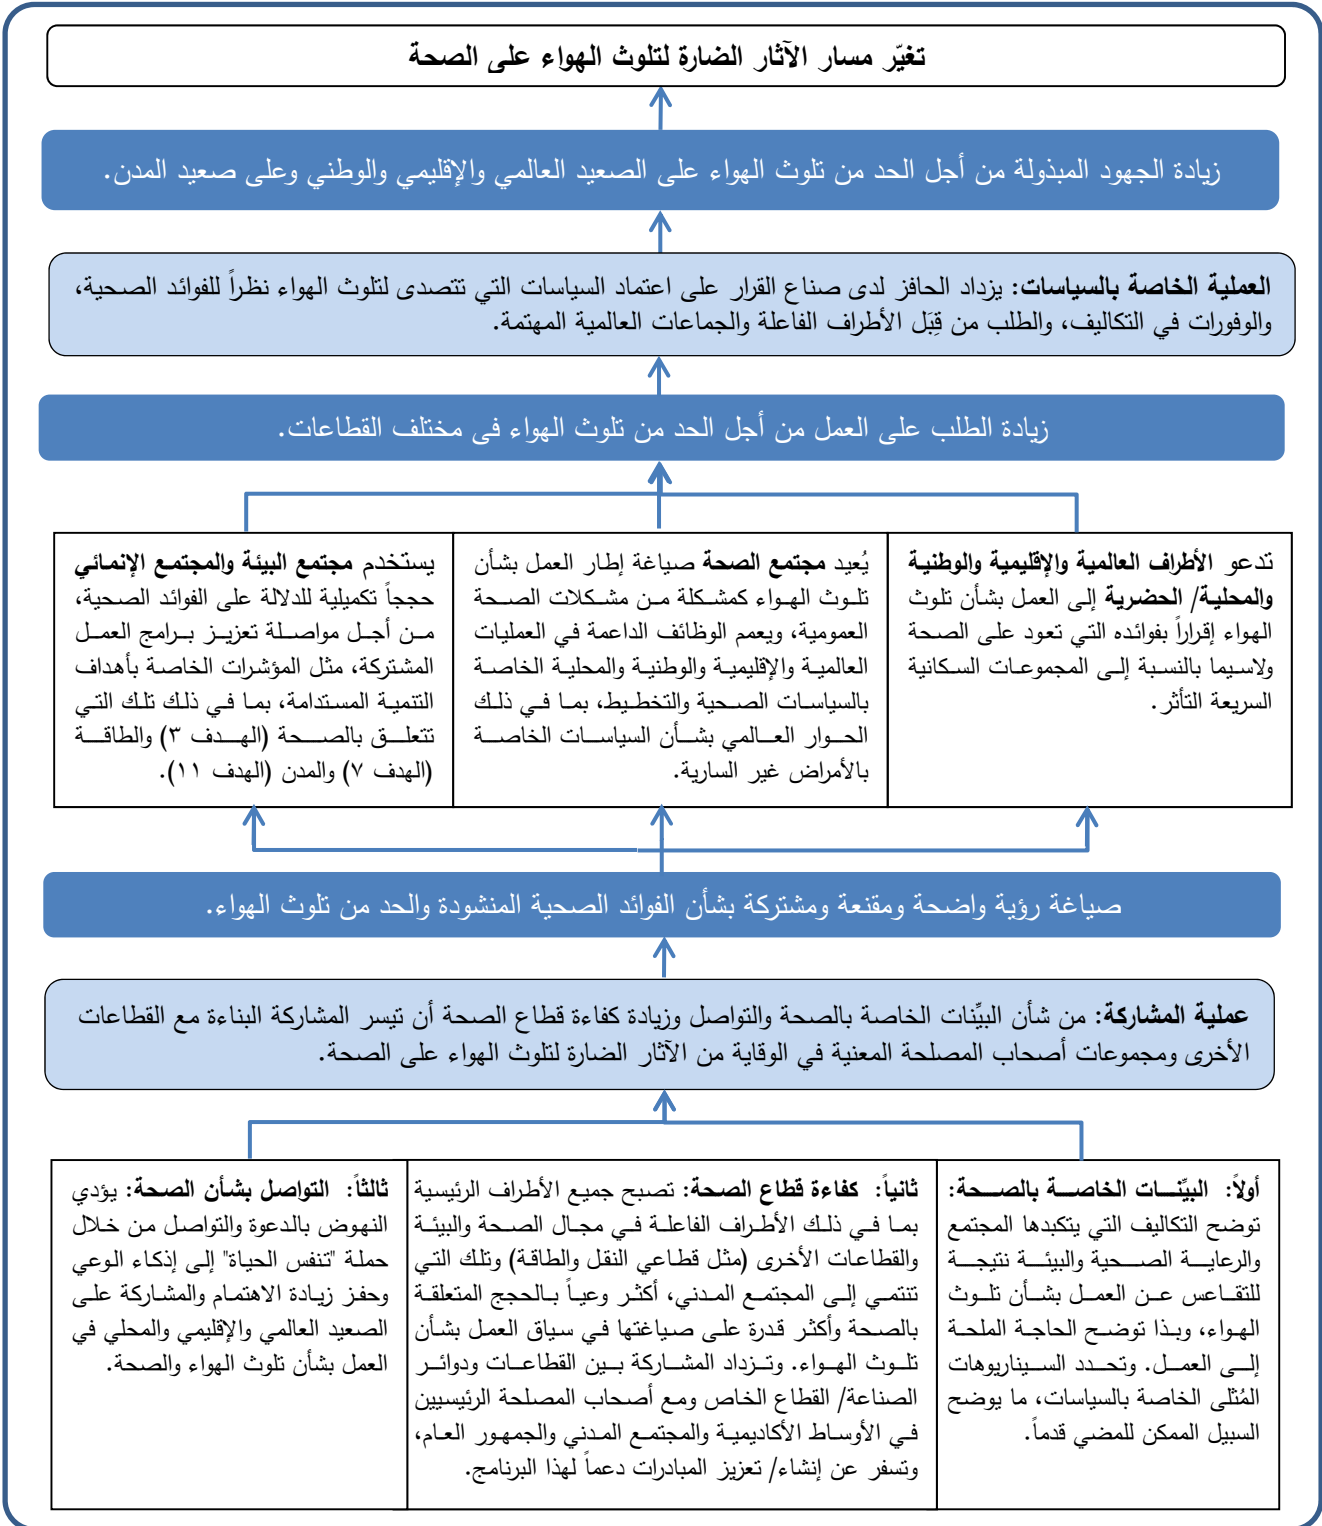 تغيّر مسار الآثار الضارة لتلوث الهواء على الصحة
زيادة الجهود المبذولة من أجل الحد من تلوث الهواء على الصعيد العالمي والإقليمي والوطني وعلى صعيد المدن.
العملية الخاصة بالسياسات: يزداد الحافز لدى صناع القرار على اعتماد السياسات التي تتصدى لتلوث الهواء نظراً للفوائد الصحية،
والوفورات في التكاليف، والطلب من قِبَل الأطراف الفاعلة والجماعات العالمية المهتمة.
زيادة الطلب على العمل من أجل الحد من تلوث الهواء فى مختلف القطاعات.
تدعو الأطراف العالمية والإقليمية والوطنية
والمحلية/ الحضرية إلى العمل بشأن تلوث
الهواء إقراراً بفوائده التي تعود على الصحة
ولاسيما بالنسبة إلى المجموعات السكانية
السريعة التأثر.
يُعيد مجتمع الصحة صياغة إطار العمل بشأن
تلوث الهواء كمشكلة من مشكلات الصحة
العمومية، ويعمم الوظائف الداعمة في العمليات
العالمية والإقليمية والوطنية والمحلية الخاصة
بالسياسات الصحية والتخطيط، بما في ذلك
الحوار العالمي بشأن السياسات الخاصة
بالأمراض غير السارية.
يستخدم مجتمع البيئة والمجتمع الإنمائي
حججاً تكميلية للدلالة على الفوائد الصحية،
من أجل مواصلة تعزيز برامج العمل
المشتركة، مثل المؤشرات الخاصة بأهداف
التنمية المستدامة، بما في ذلك تلك التي
تتعلق بالصحة (الهدف ٣) والطاقة
(الهدف ٧) والمدن (الهدف ١١).
صياغة رؤية واضحة ومقنعة ومشتركة بشأن الفوائد الصحية المنشودة والحد من تلوث الهواء.
عملية المشاركة: من شأن البيِّنات الخاصة بالصحة والتواصل وزيادة كفاءة قطاع الصحة أن تيسر المشاركة البناءة مع القطاعات
الأخرى ومجموعات أصحاب المصلحة المعنية في الوقاية من الآثار الضارة لتلوث الهواء على الصحة.
أولاً: البيِّنات الخاصة بالصحة:
توضح التكاليف التي يتكبدها المجتمع
والرعاية الصحية والبيئة نتيجة
للتقاعس عن العمل بشأن تلوث
الهواء، وبذا توضح الحاجة الملحة
إلى العمل. وتحدد السيناريوهات
المُثلى الخاصة بالسياسات، ما يوضح
السبيل الممكن للمضي قدماً.
ثانياً: كفاءة قطاع الصحة: تصبح جميع الأطراف الرئيسية
بما في ذلك الأطراف الفاعلة في مجال الصحة والبيئة
والقطاعات الأخرى (مثل قطاعي النقل والطاقة) وتلك التي
تنتمي إلى المجتمع المدني، أكثر وعياً بالحجج المتعلقة
بالصحة وأكثر قدرة على صياغتها في سياق العمل بشأن
تلوث الهواء. وتزداد المشاركة بين القطاعات ودوائر
الصناعة/ القطاع الخاص ومع أصحاب المصلحة الرئيسيين
في الأوساط الأكاديمية والمجتمع المدني والجمهور العام،
وتسفر عن إنشاء/ تعزيز المبادرات دعماً لهذا البرنامج.
ثالثاً: التواصل بشأن الصحة: يؤدي
النهوض بالدعوة والتواصل من خلال
حملة "تنفس الحياة" إلى إذكاء الوعي
وحفز زيادة الاهتمام والمشاركة على
الصعيد العالمي والإقليمي والمحلي في
العمل بشأن تلوث الهواء والصحة.